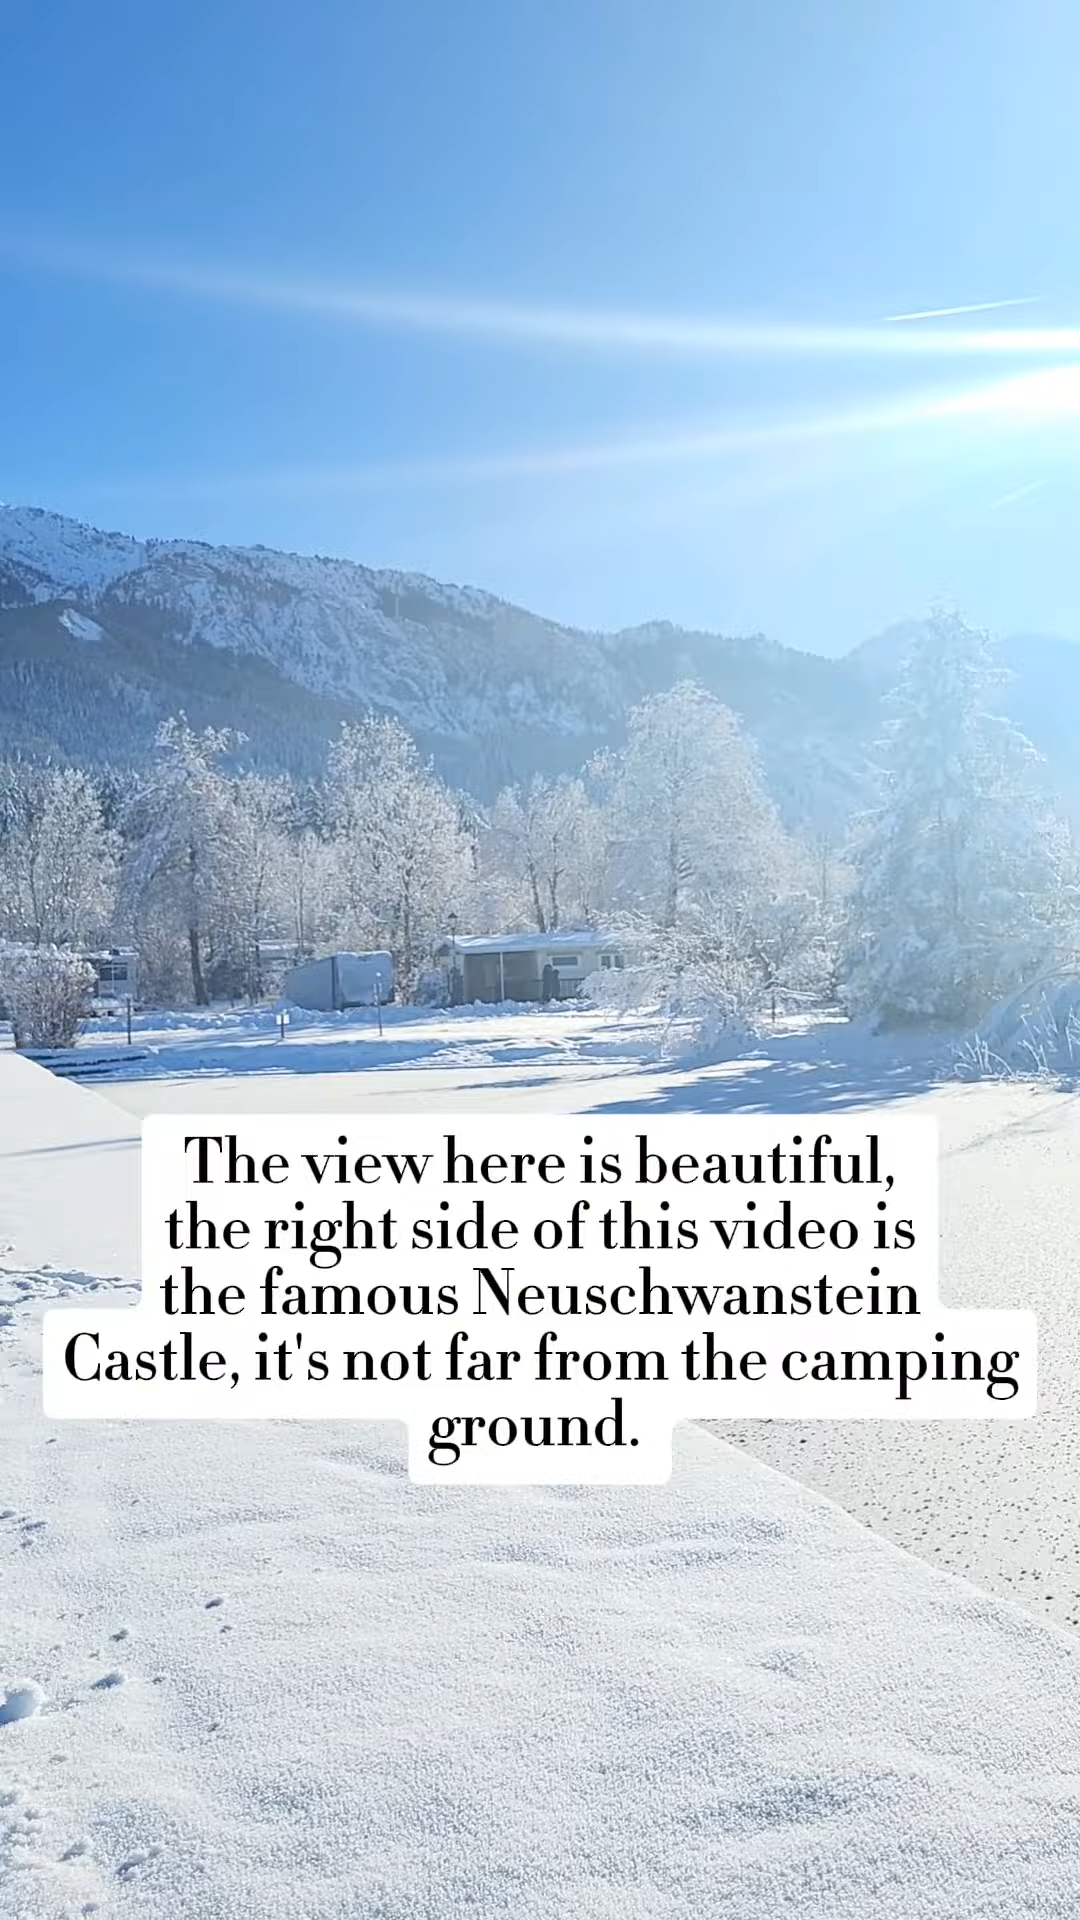 The view here is beautiful,
the right side of this video is
the famous Neuschwanstein
Castle, it's not far from the camping
ground.